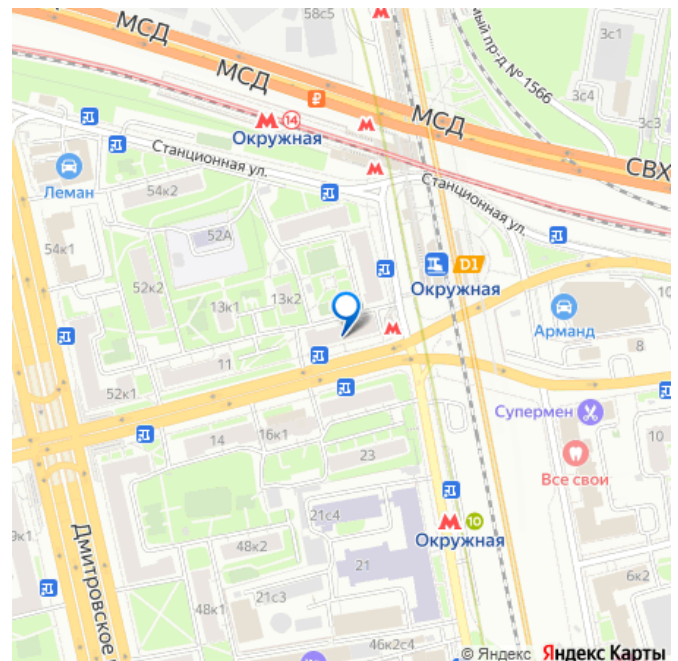 58с5
М
МСД
МСД
МСД
СВХ
мый пр-д № 1566
3с1
3с4
3с3
₽
М 14
Окружная
М
М
Станционная ул.
Станционная ул.
Леман
54к2
52А
54к1
52к2
13к1
13к2
D1
Окружная
Арманд
10
8
М
11
52к1
Супермен
14
16к1
23
10
Все свои
М 10
Окружная
21с4
48к2
21
9к1
Дмитровское
48к1
21с3
6к2
46к2с4
© Яндекс Яндекс Карты